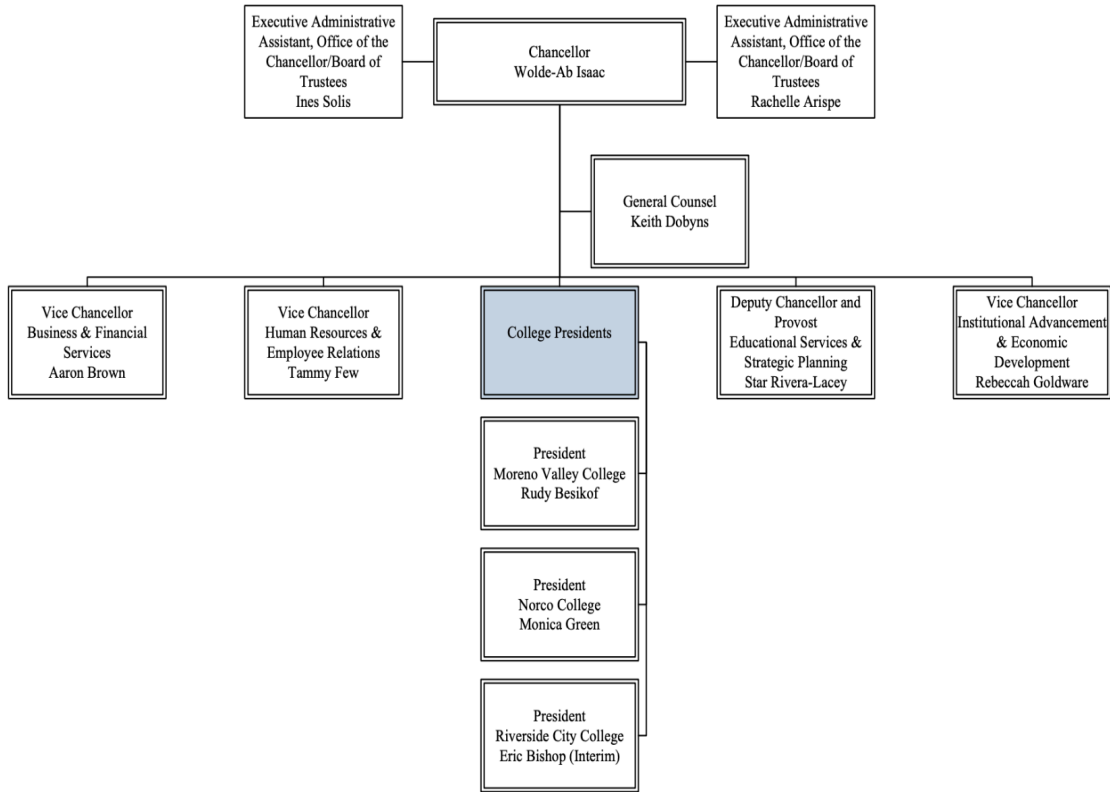 Executive Administrative
Assistant, Office of the
Chancellor/Board of
Trustees
Ines Solis
Chancellor
Wolde-Ab Isaac
Executive Administrative
Assistant, Office of the
Chancellor/Board of
Trustees
Rachelle Arispe
General Counsel
Keith Dobyns
Vice Chancellor
Business & Financial
Services
Aaron Brown
Vice Chancellor
Human Resources &
Employee Relations
Tammy Few
College Presidents
Deputy Chancellor and
Provost
Educational Services &
Strategic Planning
Star Rivera-Lacey
Vice Chancellor
Institutional Advancement
& Economic
Development
Rebeccah Goldware
President
Moreno Valley College
Rudy Besikof
President
Norco College
Monica Green
President
Riverside City College
Eric Bishop (Interim)